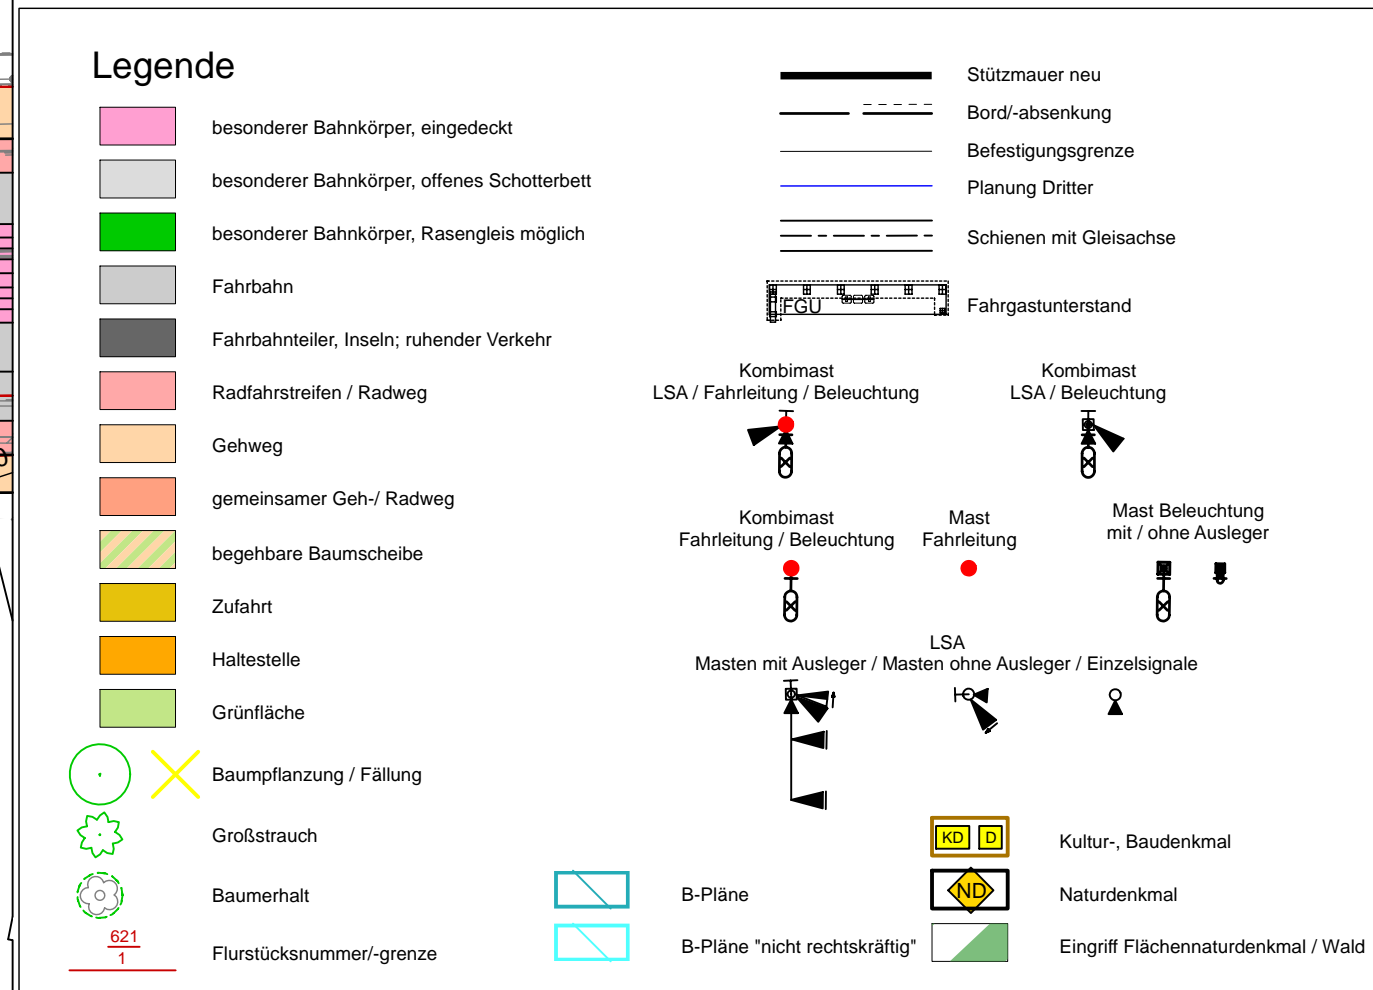 Legende
besonderer Bahnkörper, eingedeckt
besonderer Bahnkörper, offenes Schotterbett
besonderer Bahnkörper, Rasengleis möglich
Fahrbahn
Fahrbahnteiler, Inseln; ruhender Verkehr
Radfahrstreifen / Radweg
Gehweg
gemeinsamer Geh-/ Radweg
begehbare Baumscheibe
Zufahrt
Haltestelle
Grünfläche
Baumpflanzung / Fällung
Großstrauch
Baumerhalt
621
1
Flurstücksnummer/-grenze
B-Pläne
B-Pläne "nicht rechtskräftig"
Stützmauer neu
Bord/-absenkung
Befestigungsgrenze
Planung Dritter
Schienen mit Gleisachse
FGU
Fahrgastunterstand
Kombimast
LSA / Fahrleitung / Beleuchtung
Kombimast
LSA / Beleuchtung
Kombimast
Fahrleitung / Beleuchtung
Mast
Fahrleitung
Mast Beleuchtung
mit / ohne Ausleger
LSA
Masten mit Ausleger / Masten ohne Ausleger / Einzelsignale
KD D
Kultur-, Baudenkmal
ND
Naturdenkmal
Eingriff Flächennaturdenkmal / Wald